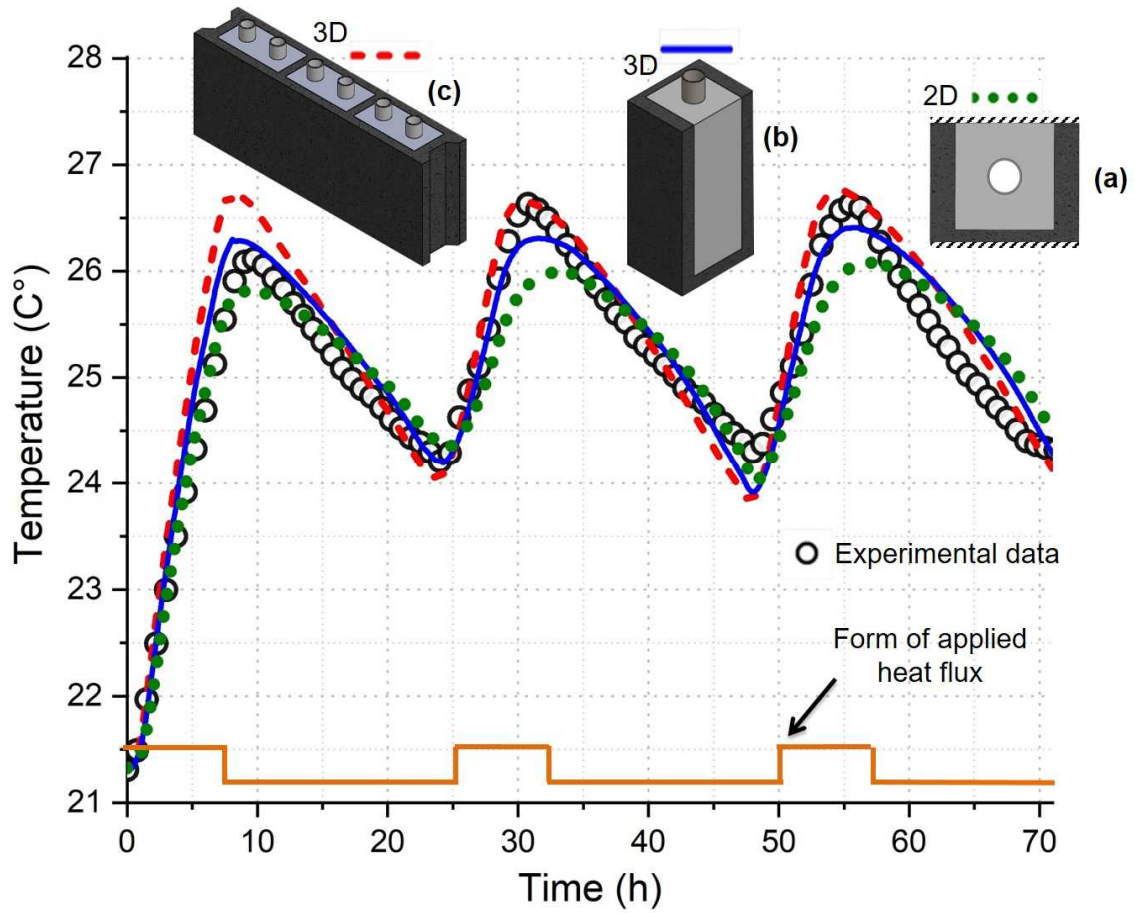 3D
(c)
3D
(b)
2D
(a)
28
27
26
25
24
23
22
21
Temperature (C°)
Experimental data
Form of applied
heat flux
0
10
20
30
40
50
60
70
Time (h)